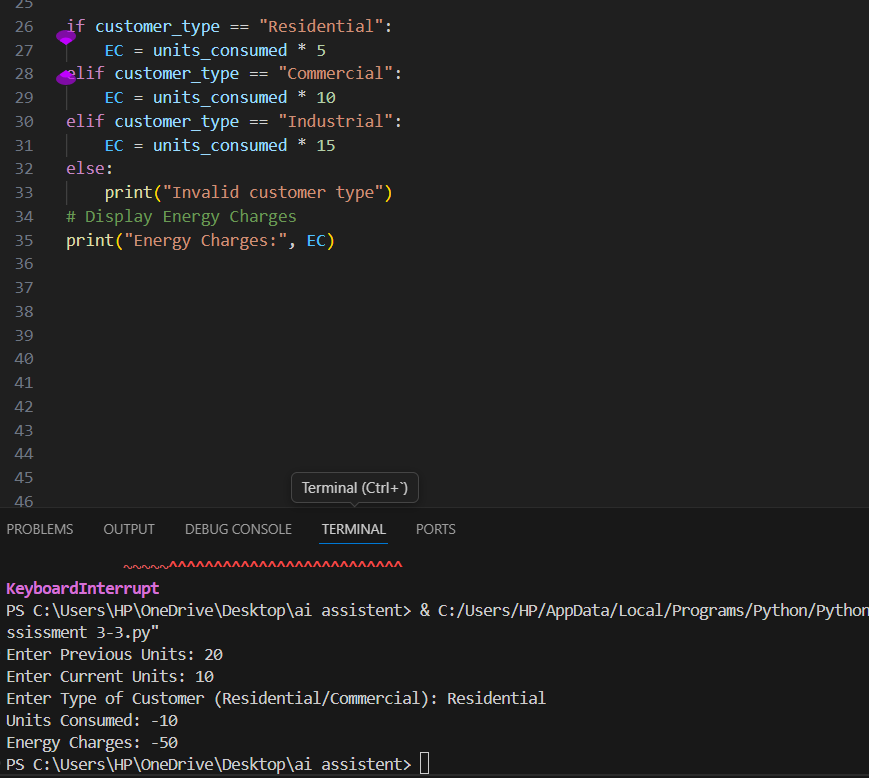 25
26 if customer_type == "Residential":
27     EC = units_consumed * 5
28 elif customer_type == "Commercial":
29     EC = units_consumed * 10
30 elif customer_type == "Industrial":
31     EC = units_consumed * 15
32 else:
33     print("Invalid customer type")
34 # Display Energy Charges
35 print("Energy Charges:", EC)
36
37
38
39
40
41
42
43
44
45
46
Terminal (Ctrl+`)
PROBLEMS OUTPUT DEBUG CONSOLE TERMINAL PORTS
~~~~~^^^^^^^^^^^^^^^^^^^^^^^^^
KeyboardInterrupt
PS C:\Users\HP\OneDrive\Desktop\ai assistent> & C:/Users/HP/AppData/Local/Programs/Python/Python
ssissment 3-3.py"
Enter Previous Units: 20
Enter Current Units: 10
Enter Type of Customer (Residential/Commercial): Residential
Units Consumed: -10
Energy Charges: -50
PS C:\Users\HP\OneDrive\Desktop\ai assistent>